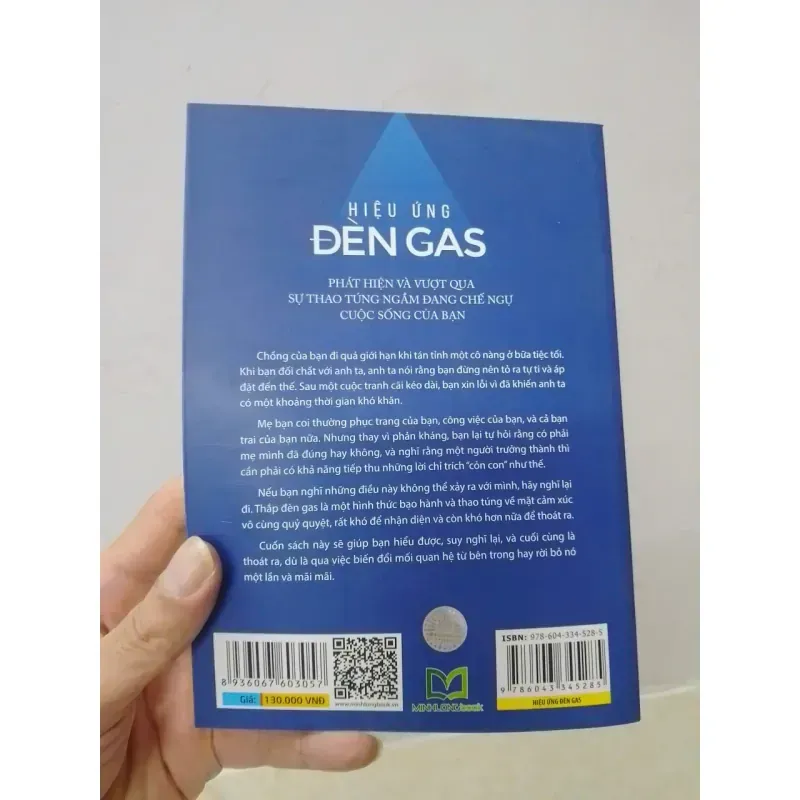 HIỆU ỨNG
ĐÈN GAS
PHÁT HIỆN VÀ VƯỢT QUA
SỰ THAO TÚNG NGẦM ĐANG CHẾ NGỰ
CUỘC SỐNG CỦA BẠN
Chồng của bạn đi quá giới hạn khi tán tỉnh một cô nàng ở bữa tiệc tối.
Khi bạn đối chất với anh ta, anh ta nói rằng bạn đừng nên tỏ ra tự ti và áp
đặt đến thế. Sau một cuộc tranh cãi kéo dài, bạn xin lỗi vì đã khiến anh ta
có một khoảng thời gian khó khăn.
Mẹ bạn coi thường phục trang của bạn, công việc của bạn, và cả bạn
trai của bạn nữa. Nhưng thay vì phản kháng, bạn lại tự hỏi rằng có phải
mẹ mình đã đúng hay không, và nghĩ rằng một người trưởng thành thì
cần phải có khả năng tiếp thu những lời chỉ trích "cỏn con" như thế.
Nếu bạn nghĩ những điều này không thể xảy ra với mình, hãy nghĩ lại
đi. Thắp đèn gas là một hình thức bạo hành và thao túng về mặt cảm xúc
vô cùng quỷ quyệt, rất khó để nhận diện và còn khó hơn nữa để thoát ra.
Cuốn sách này sẽ giúp bạn hiểu được, suy nghĩ lại, và cuối cùng là
thoát ra, dù là qua việc biến đổi mối quan hệ từ bên trong hay rời bỏ nó
một lần và mãi mãi.
8 936067 603057
Giá: 130.000 VNĐ
www.minhlongbook.vn
MINHLONGbook
ISBN: 978-604-334-528-5
9 786043 345285
HIỆU ỨNG ĐÈN GAS